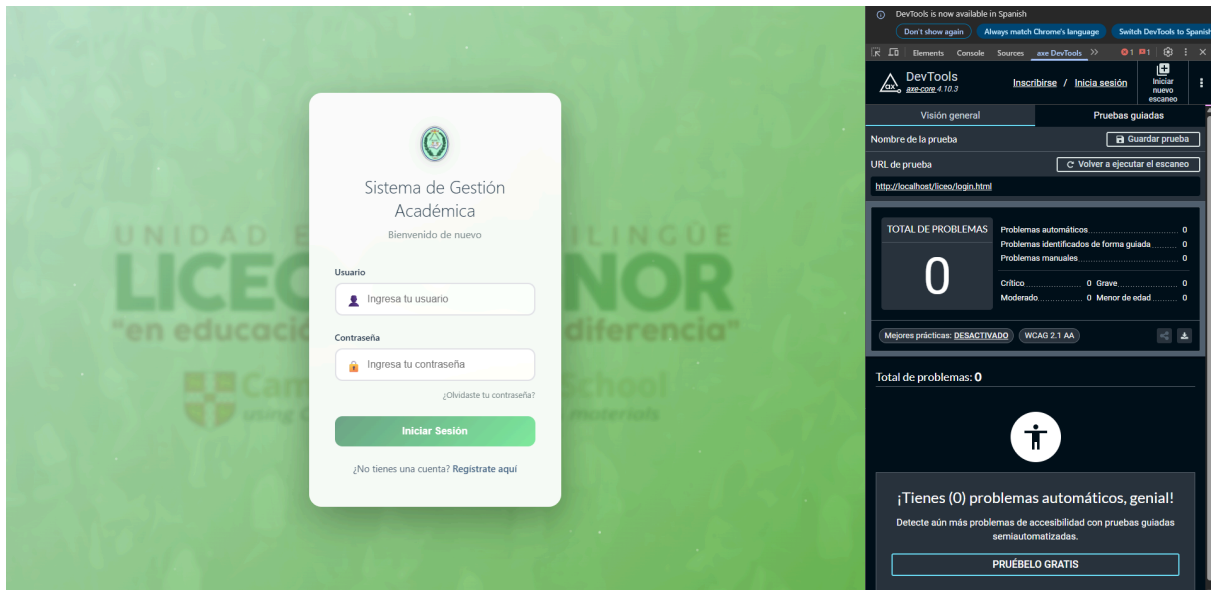 UNIDAD E
ILINGÜE
LICEO
NOR
"en educació
diferencia"
Cam
School
using
materials
Sistema de Gestión
Académica
Bienvenido de nuevo
Usuario
Ingresa tu usuario
Contraseña
Ingresa tu contraseña
¿Olvidaste tu contraseña?
Iniciar Sesión
¿No tienes una cuenta? Regístrate aquí
DevTools is now available in Spanish
Don't show again
Always match Chrome's language
Switch DevTools to Spanish
Elements
Console
Sources
axe DevTools
1
1
ax
DevTools
axe-core 4.10.3
Inscribirse / Inicia sesión
Iniciar
nuevo
escaneo
Visión general
Pruebas guiadas
Nombre de la prueba
Guardar prueba
URL de prueba
Volver a ejecutar el escaneo
http://localhost/liceo/login.html
TOTAL DE PROBLEMAS
0
Problemas automáticos 0
Problemas identificados de forma guiada 0
Problemas manuales 0
Crítico 0 Grave 0
Moderado 0 Menor de edad 0
Mejores prácticas: DESACTIVADO
WCAG 2.1 AA
Total de problemas: 0
¡Tienes (0) problemas automáticos, genial!
Detecte aún más problemas de accesibilidad con pruebas guiadas
semiautomatizadas.
PRUÉBELO GRATIS